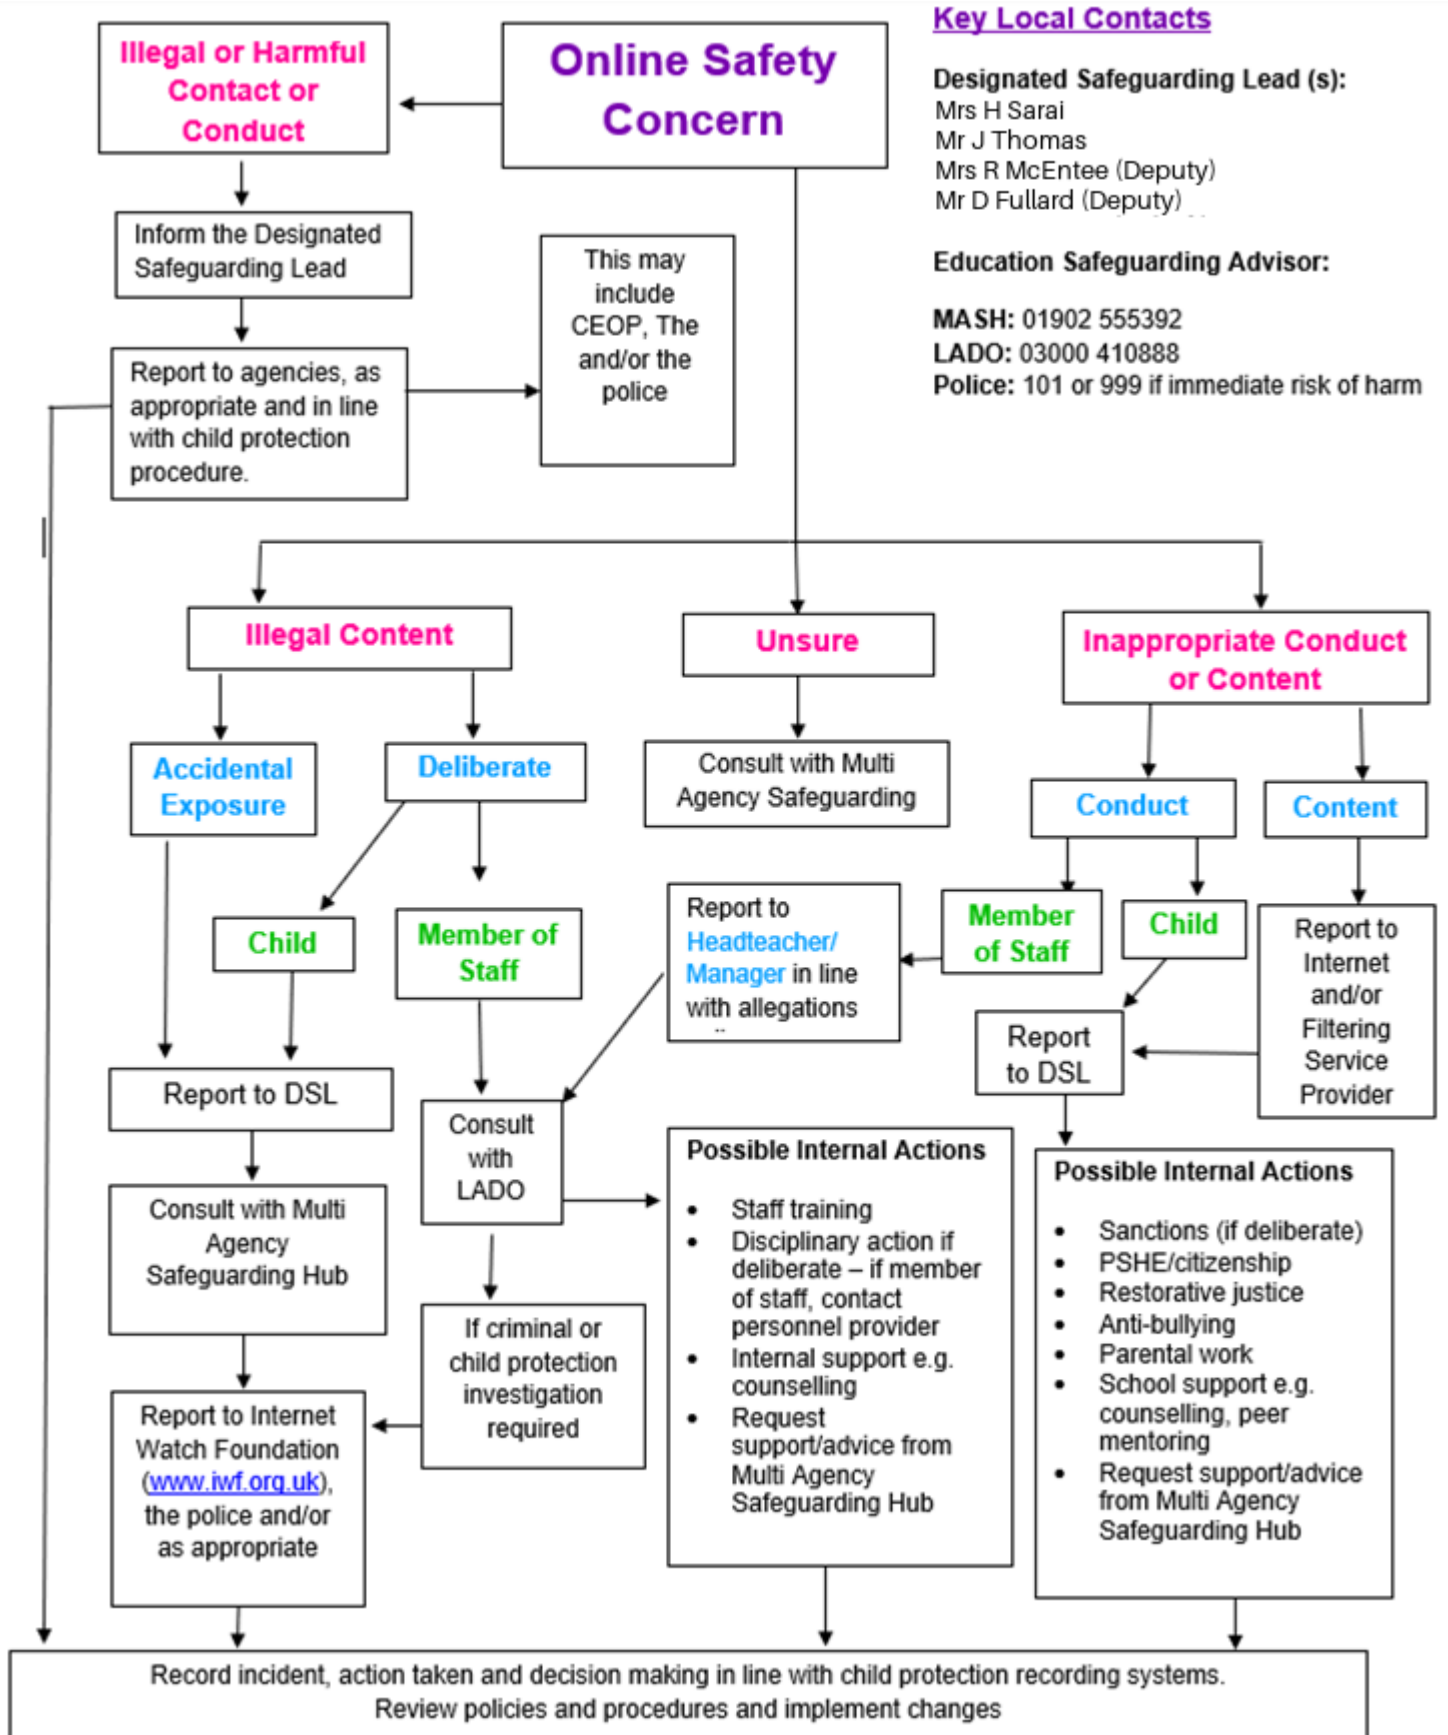 Online Safety
Concern
Key Local Contacts
Designated Safeguarding Lead (s):
Mrs H Sarai
Mr J Thomas
Mrs R McEntee (Deputy)
Mr D Fullard (Deputy)
Education Safeguarding Advisor:
MASH: 01902 555392
LADO: 03000 410888
Police: 101 or 999 if immediate risk of harm
Illegal or Harmful
Contact or
Conduct
Inform the Designated
Safeguarding Lead
Report to agencies, as
appropriate and in line
with child protection
procedure.
This may
include
CEOP, The
and/or the
police
Illegal Content
Accidental
Exposure
Deliberate
Child
Member of
Staff
Report to DSL
Consult with Multi
Agency
Safeguarding Hub
Report to Internet
Watch Foundation
(www.iwf.org.uk),
the police and/or
as appropriate
Consult
with
LADO
If criminal or
child protection
investigation
required
Unsure
Consult with Multi
Agency Safeguarding
Inappropriate Conduct
or Content
Conduct
Content
Member
of Staff
Child
Report to
Headteacher/
Manager in line
with allegations
Report
to DSL
Report to
Internet
and/or
Filtering
Service
Provider
Possible Internal Actions
• Staff training
• Disciplinary action if
deliberate – if member
of staff, contact
personnel provider
• Internal support e.g.
counselling
• Request
support/advice from
Multi Agency
Safeguarding Hub
Possible Internal Actions
• Sanctions (if deliberate)
• PSHE/citizenship
• Restorative justice
• Anti-bullying
• Parental work
• School support e.g.
counselling, peer
mentoring
• Request support/advice
from Multi Agency
Safeguarding Hub
Record incident, action taken and decision making in line with child protection recording systems.
Review policies and procedures and implement changes